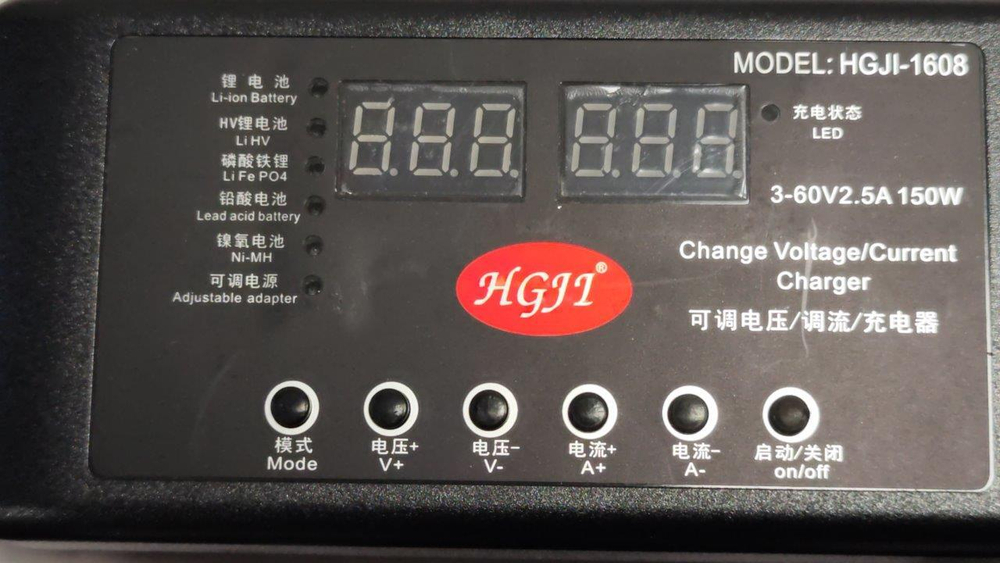 MODEL: HGJI-1608
锂电池
Li-ion Battery
HV锂电池
Li HV
磷酸铁锂
Li Fe PO4
铅酸电池
Lead acid battery
镍氧电池
Ni-MH
可调电源
Adjustable adapter
充电状态
LED
3-60V2.5A 150W
Change Voltage/Current
Charger
可调电压/调流/充电器
HGJI®
模式
Mode
电压+
V+
电压-
V-
电流+
A+
电流-
A-
启动/关闭
on/off